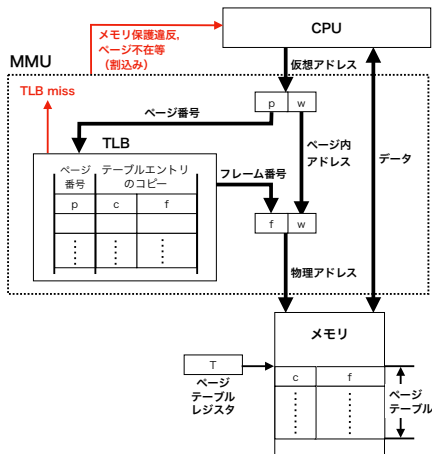 CPU
メモリ保護違反,
ページ不在等
（割込み）
MMU
仮想アドレス
TLB miss
p w
ページ番号
TLB
ページ内
アドレス
データ
ページ
番号
テーブルエントリ
のコピー
フレーム番号
p c f
f w
物理アドレス
メモリ
T
ページ
テーブル
レジスタ
c f
ページ
テーブル